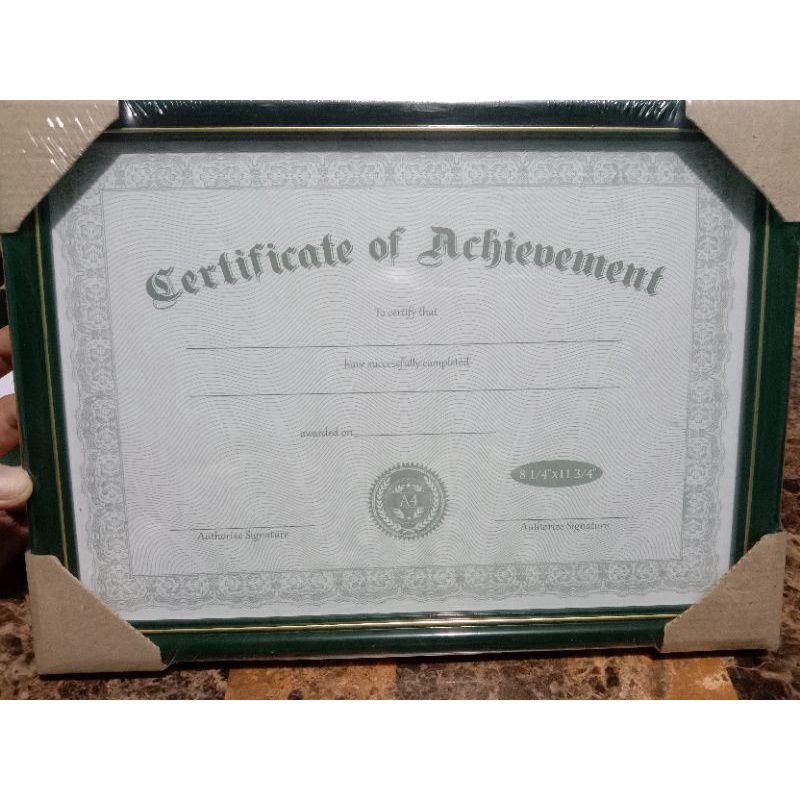 Certificate of Achievement
To certify that
have successfully completed
awarded on
8 1/4"x11 3/4"
A4
Authorise Signature
Authorise Signature